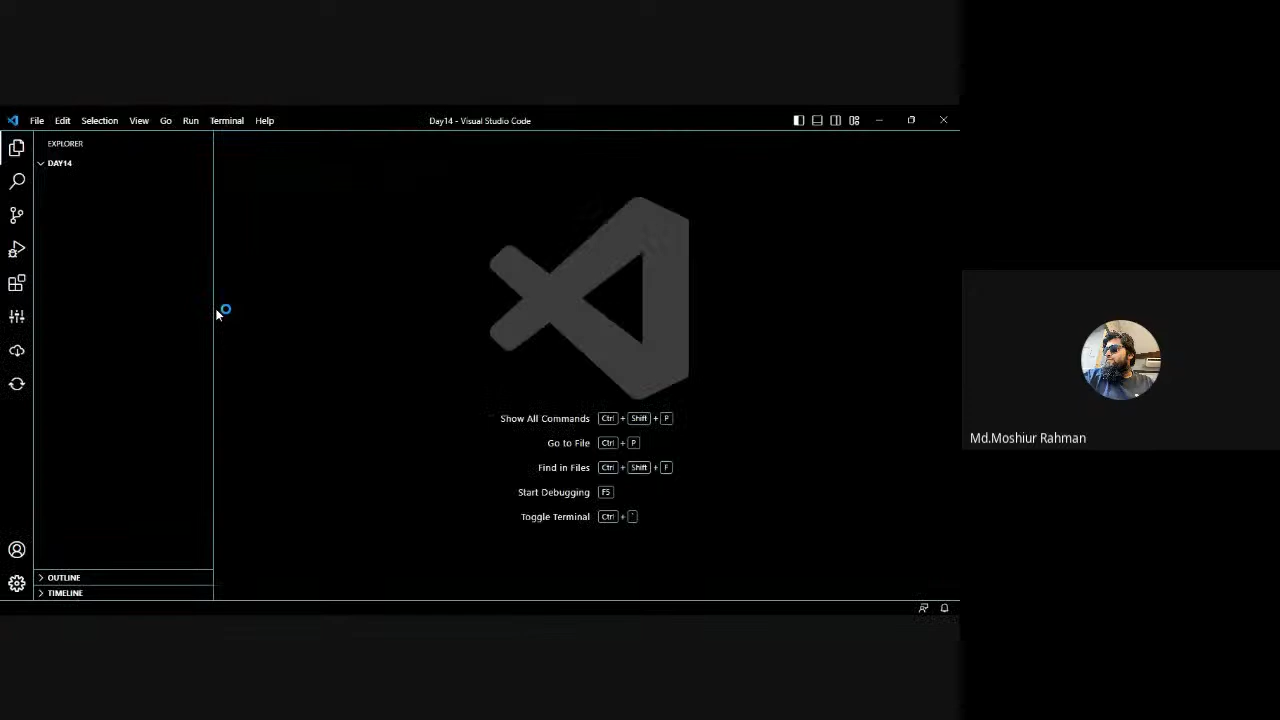 File Edit Selection View Go Run Terminal Help
Day14 - Visual Studio Code
EXPLORER
DAY14
Show All Commands Ctrl + Shift + P
Go to File Ctrl + P
Find in Files Ctrl + Shift + F
Start Debugging F5
Toggle Terminal Ctrl + `
OUTLINE
TIMELINE
Md.Moshiur Rahman